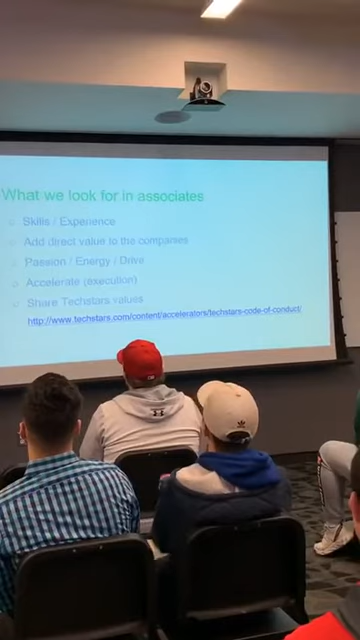 What we look for in associates
Skills / Experience
Add direct value to the companies
Passion / Energy / Drive
Accelerate (execution)
Share Techstars values
http://www.techstars.com/content/accelerators/techstars-code-of-conduct/